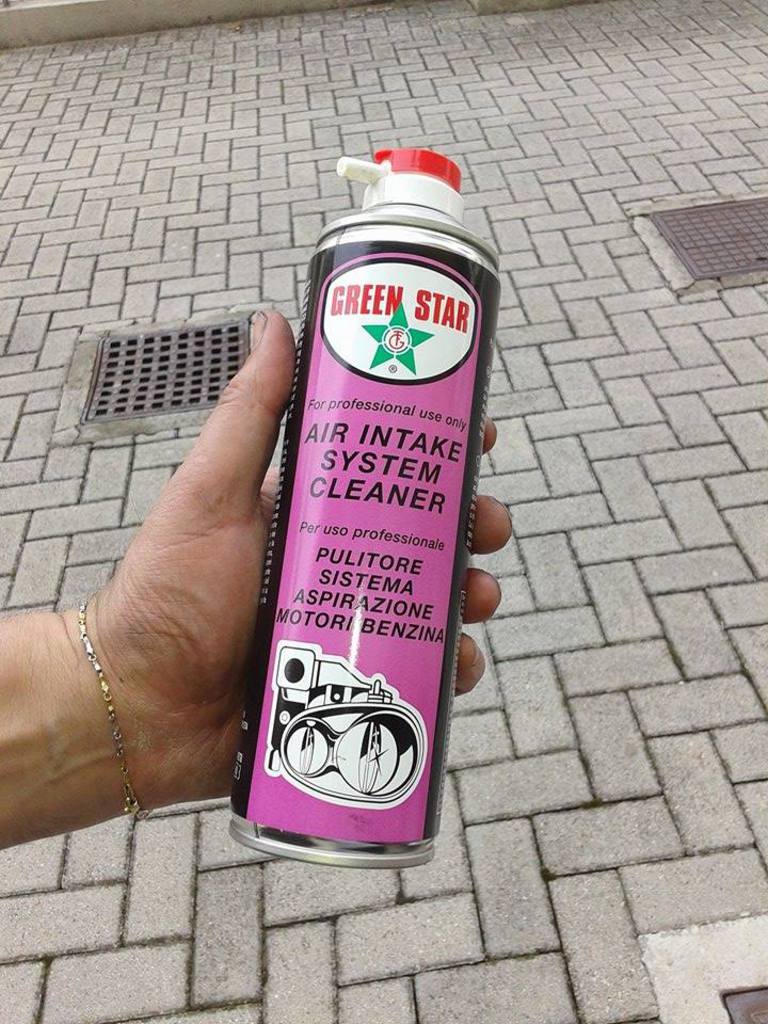 GREEN STAR
®
For professional use only
AIR INTAKE
SYSTEM
CLEANER
Per uso professionale
PULITORE
SISTEMA
ASPIRAZIONE
MOTORI BENZINA